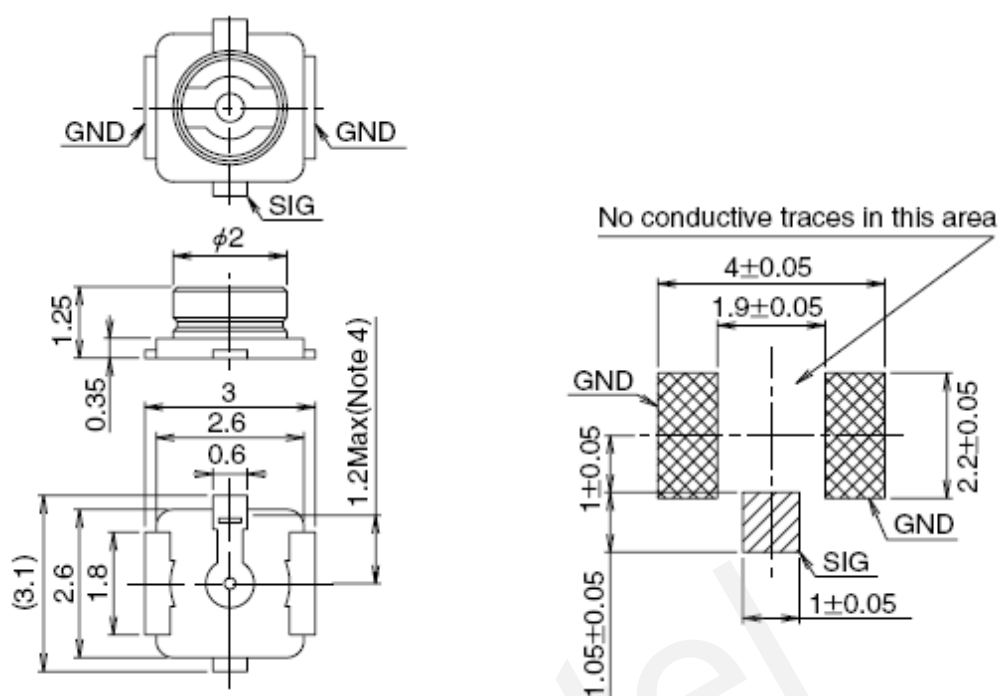 GND
GND
SIG
ϕ2
1.25
0.35
3
2.6
0.6
1.2Max(Note 4)
(3.1)
2.6
1.8
No conductive traces in this area
4±0.05
1.9±0.05
GND
1±0.05
2.2±0.05
GND
SIG
1±0.05
1.05±0.05